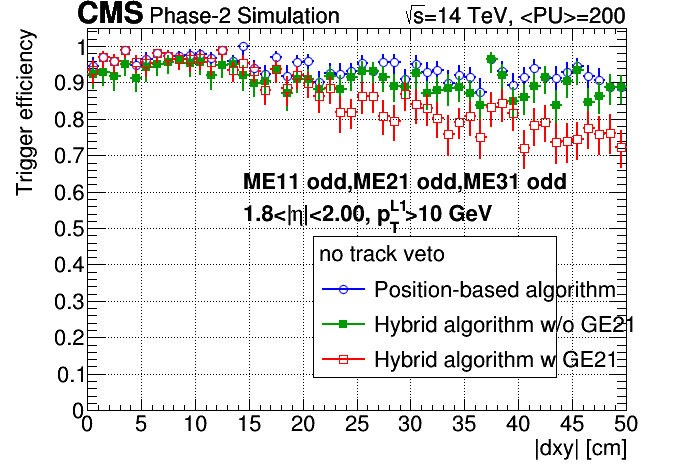 CMS Phase-2 Simulation √s=14 TeV, <PU>=200
Trigger efficiency
1
0.9
0.8
0.7
0.6
0.5
0.4
0.3
0.2
0.1
0
ME11 odd,ME21 odd,ME31 odd
1.8<|η|<2.00, p_T^L1>10 GeV
no track veto
Position-based algorithm
Hybrid algorithm w/o GE21
Hybrid algorithm w GE21
0 5 10 15 20 25 30 35 40 45 50
|dxy| [cm]